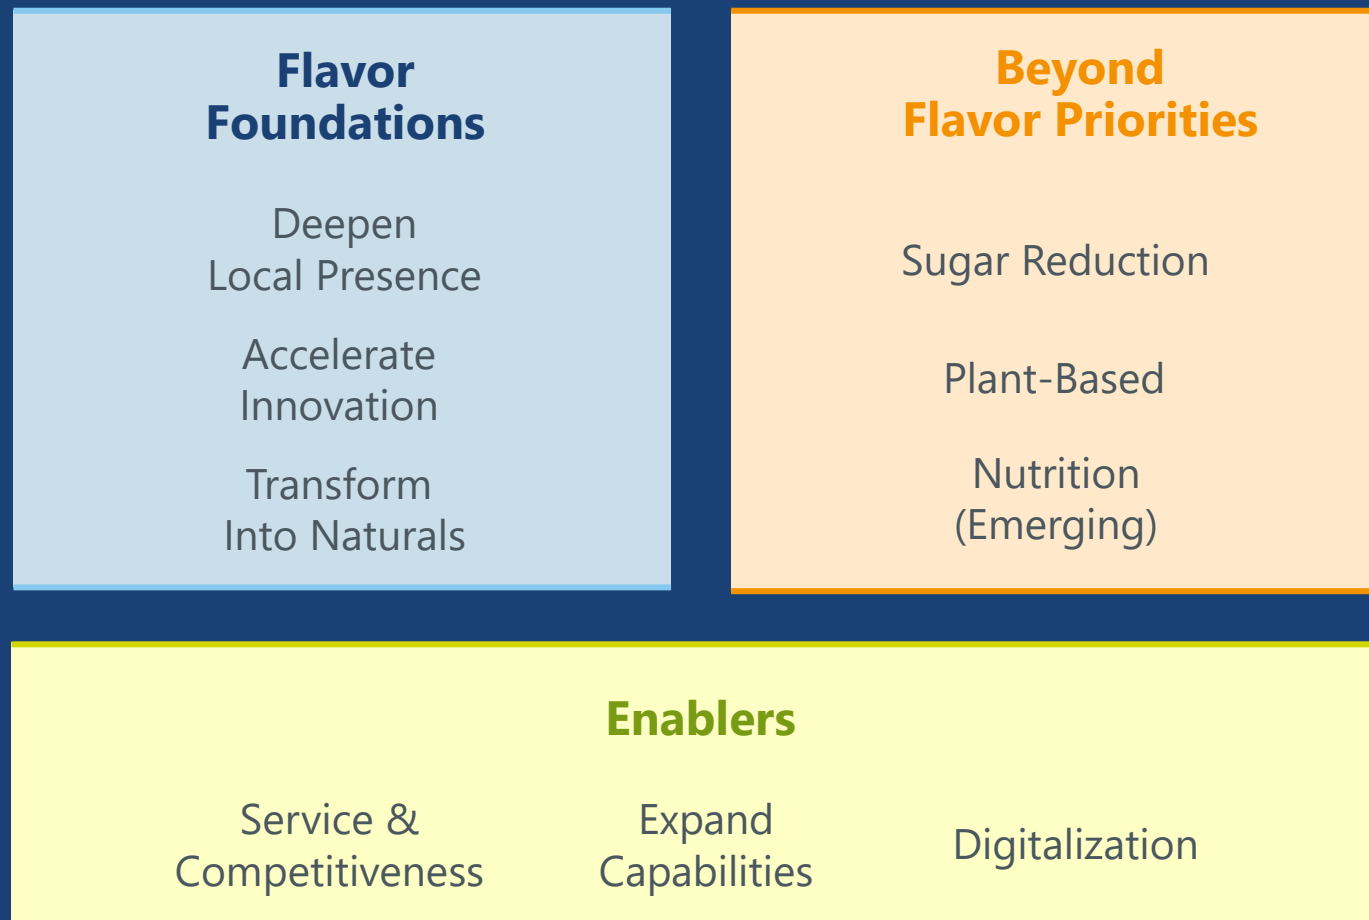 Flavor
Foundations
Deepen
Local Presence
Accelerate
Innovation
Transform
Into Naturals
Beyond
Flavor Priorities
Sugar Reduction
Plant-Based
Nutrition
(Emerging)
Enablers
Service &
Competitiveness
Expand
Capabilities
Digitalization